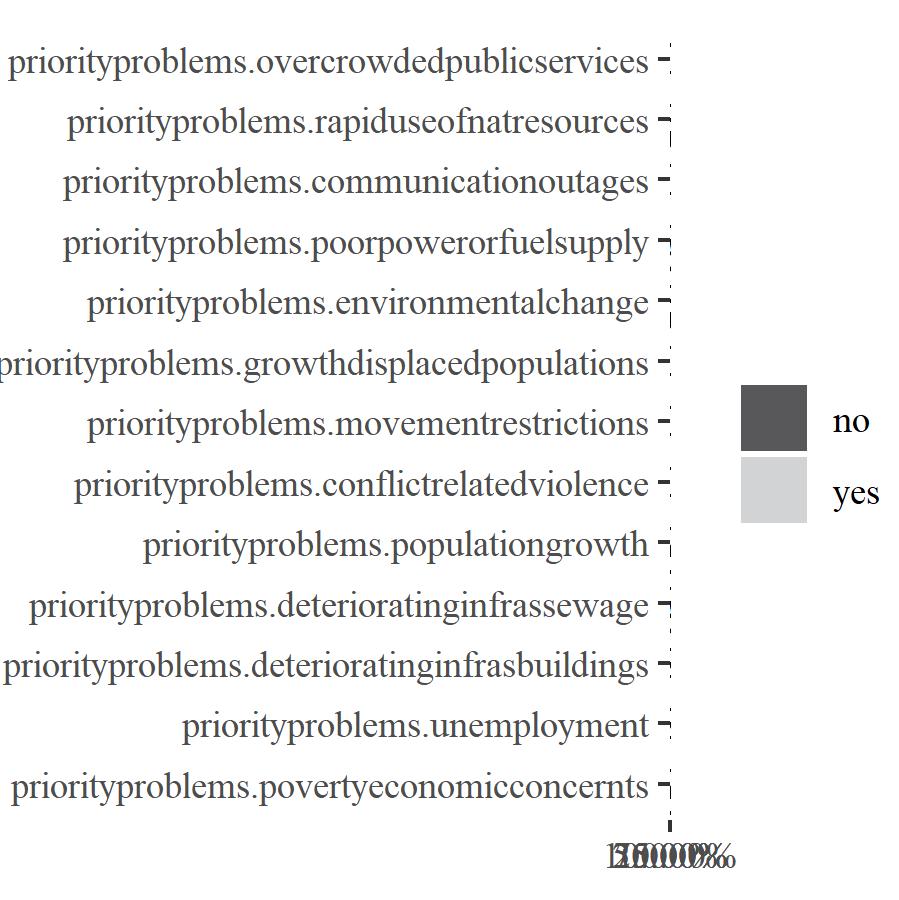 priorityproblems.overcrowdedpublicservices
priorityproblems.rapiduseofnatresources
priorityproblems.communicationoutages
priorityproblems.poorpowerorfuelsupply
priorityproblems.environmentalchange
priorityproblems.growthdisplacedpopulations
priorityproblems.movementrestrictions
no
priorityproblems.conflictrelatedviolence
yes
priorityproblems.populationgrowth
priorityproblems.deterioratinginfrassewage
priorityproblems.deterioratinginfrasbuildings
priorityproblems.unemployment
priorityproblems.povertyeconomicconcernts